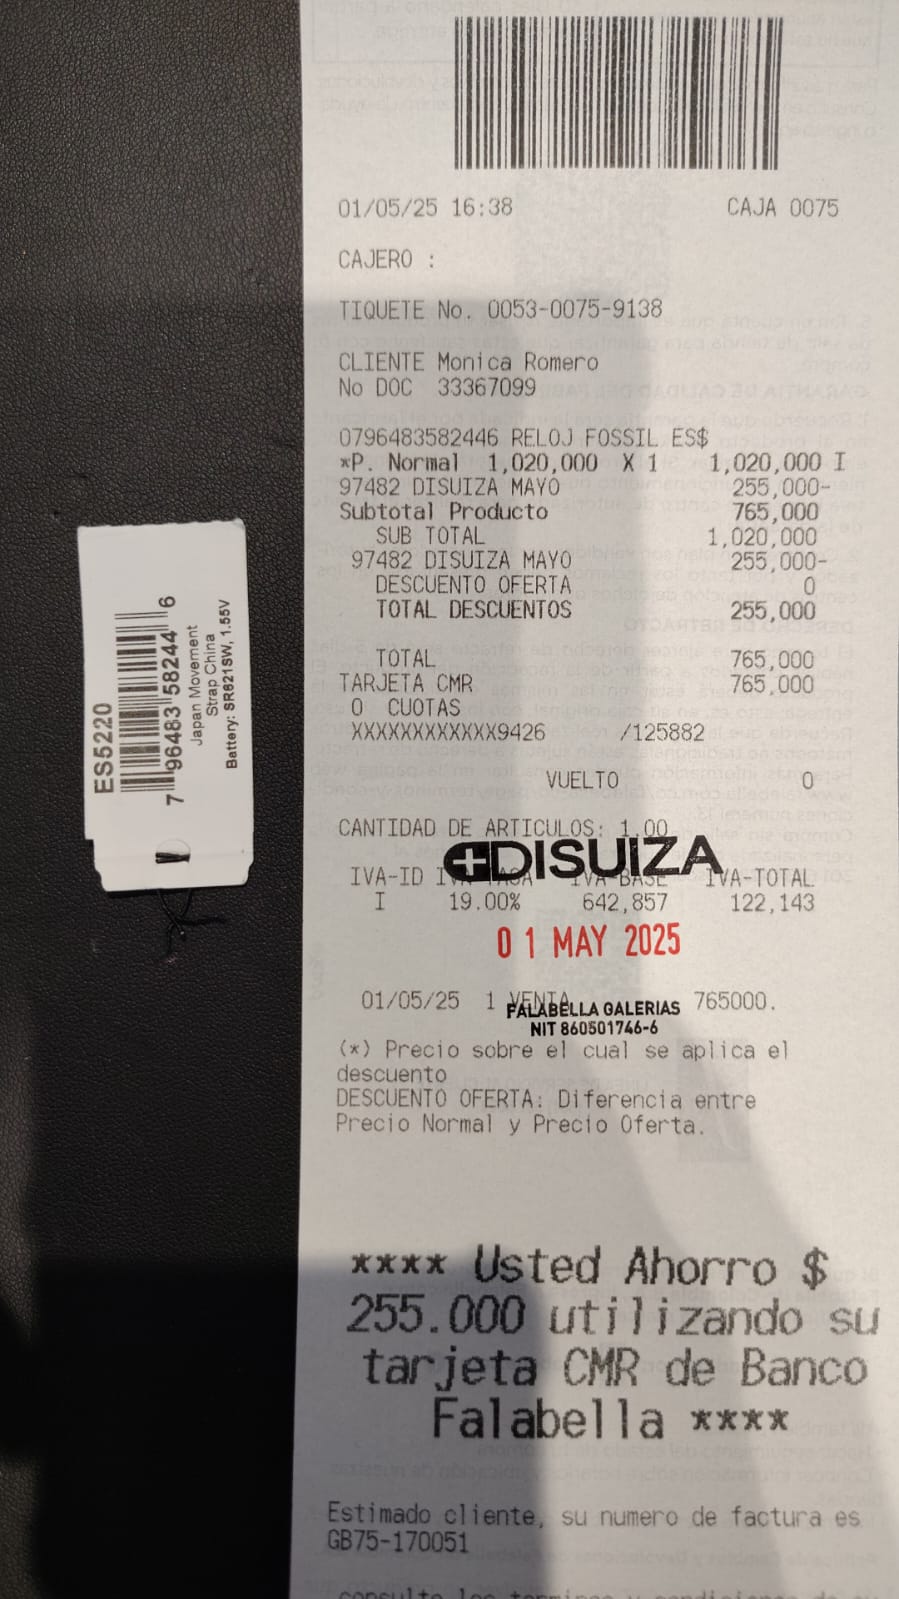 01/05/25 16:38 CAJA 0075
CAJERO :
TIQUETE No. 0053-0075-9138
CLIENTE Monica Romero
No DOC 33367099
0796483582446 RELOJ FOSSIL ES$
*P. Normal 1,020,000 X 1 1,020,000 I
97482 DISUIZA MAYO 255,000-
Subtotal Producto 765,000
SUB TOTAL 1,020,000
97482 DISUIZA MAYO 255,000-
DESCUENTO OFERTA 0
TOTAL DESCUENTOS 255,000
TOTAL 765,000
TARJETA CMR 765,000
0 CUOTAS
XXXXXXXXXXXX9426 /125882
VUELTO 0
CANTIDAD DE ARTICULOS: 1.00
DISUIZA
IVA-ID IVA-TASA IVA-BASE IVA-TOTAL
I 19.00% 642,857 122,143
01 MAY 2025
01/05/25 1 VENTA 765000.
FALABELLA GALERIAS
NIT 860501746-6
(*) Precio sobre el cual se aplica el
descuento
DESCUENTO OFERTA: Diferencia entre
Precio Normal y Precio Oferta.
**** Usted Ahorro $
255.000 utilizando su
tarjeta CMR de Banco
Falabella ****
Estimado cliente, su numero de factura es
GB75-170051
ES5220
7 96483 58244 6
Japan Movement
Strap China
Battery: SR621SW, 1.55V